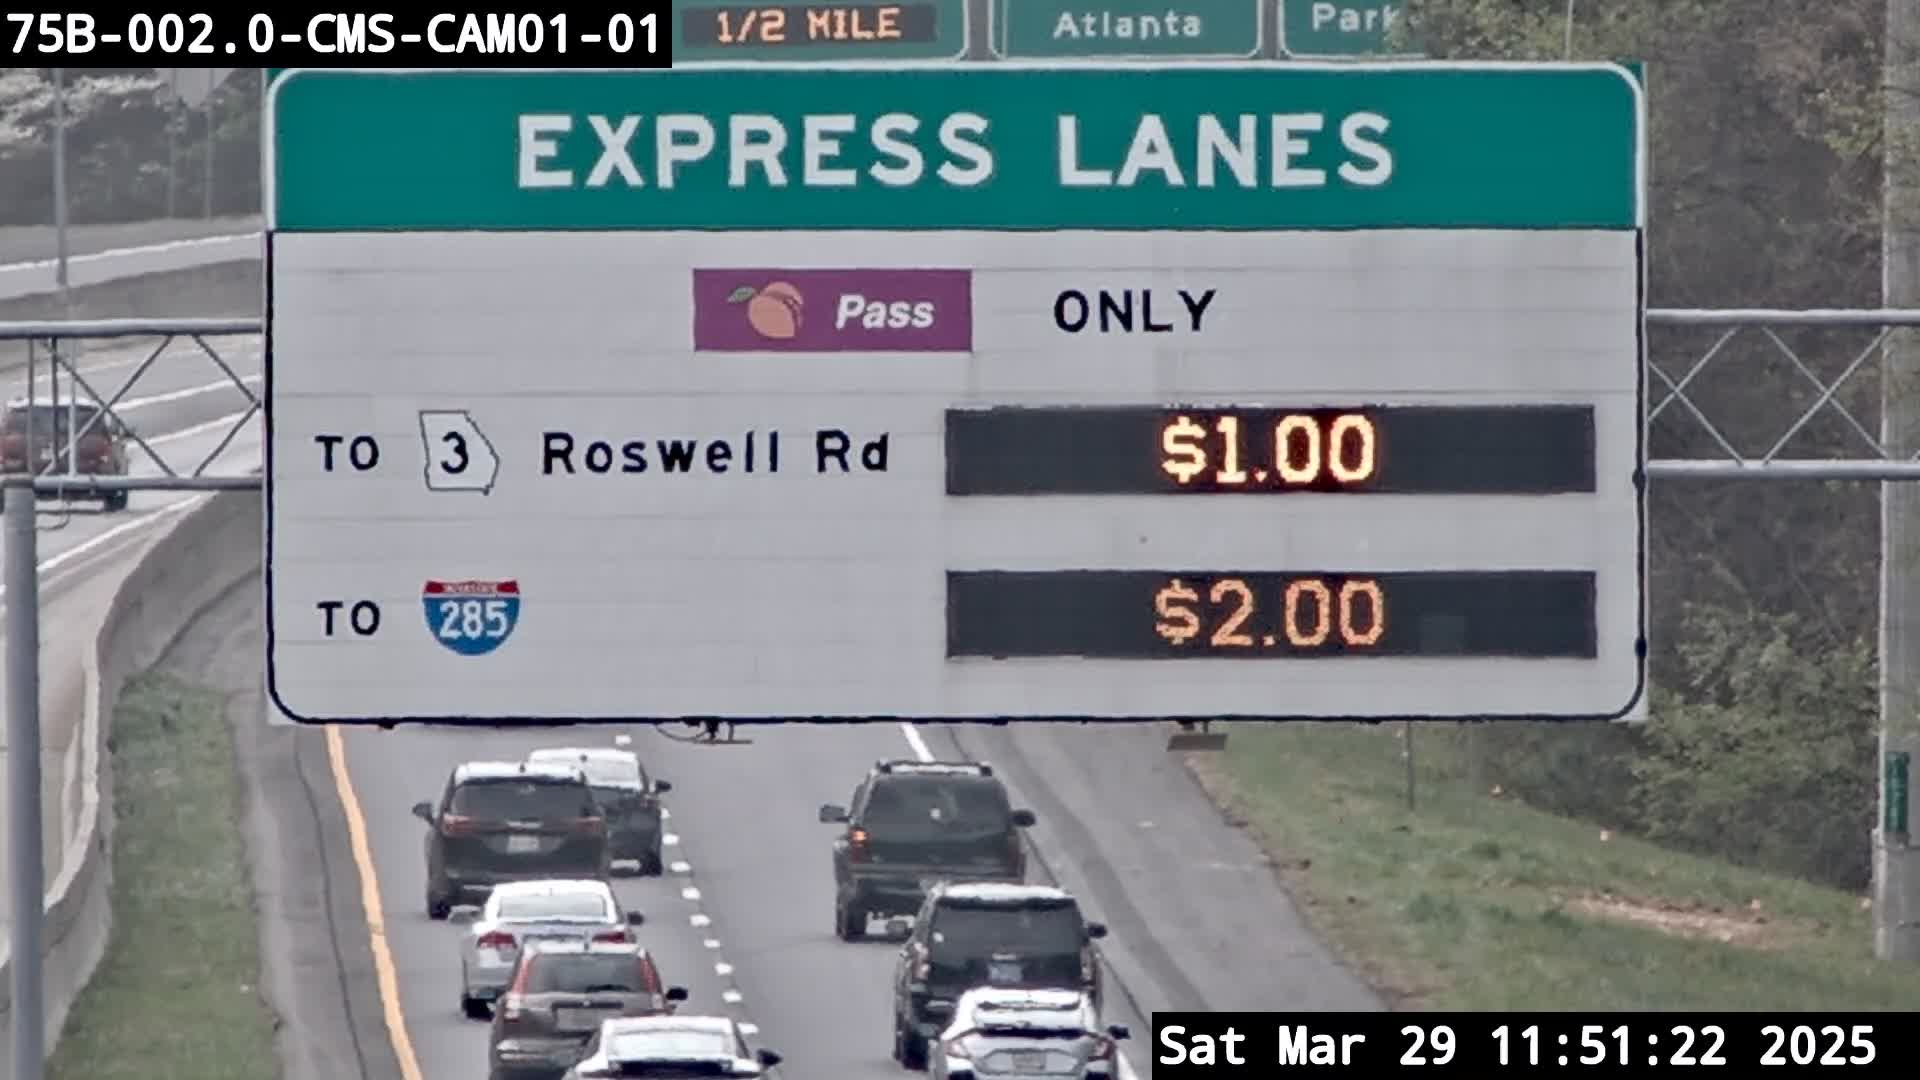 75B-002.0-CMS-CAM01-01
1/2 MILE
Atlanta
Park
EXPRESS LANES
Pass ONLY
TO 3 Roswell Rd $1.00
TO 285 $2.00
Sat Mar 29 11:51:22 2025